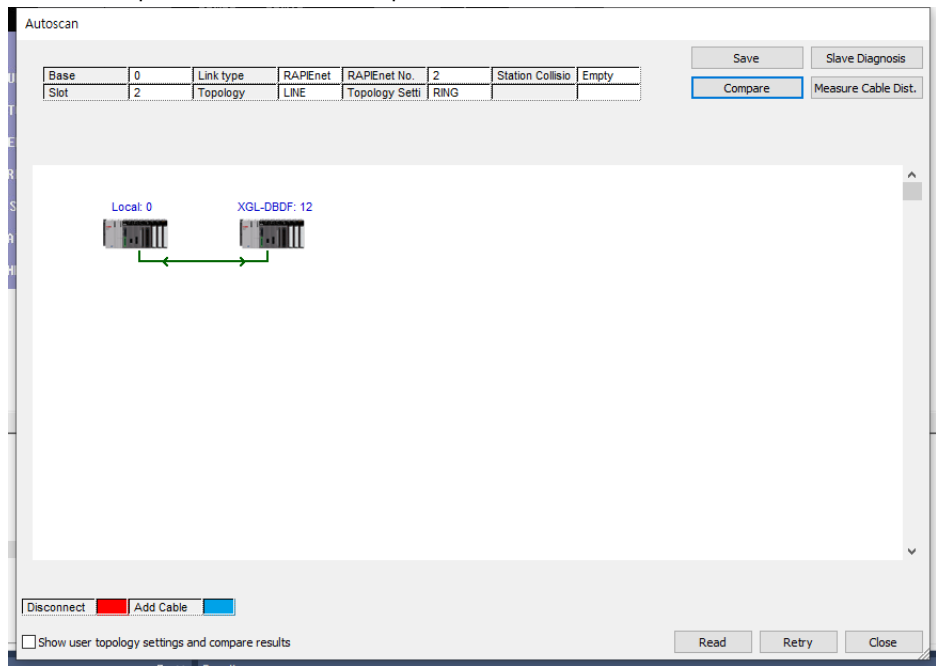 Autoscan
Save Slave Diagnosis
Base 0 Link type RAPIEnet RAPIEnet No. 2 Station Collisio Empty
Slot 2 Topology LINE Topology Setti RING
Compare Measure Cable Dist.
Local: 0 XGL-DBDF: 12
Disconnect Add Cable
Show user topology settings and compare results
Read Retry Close